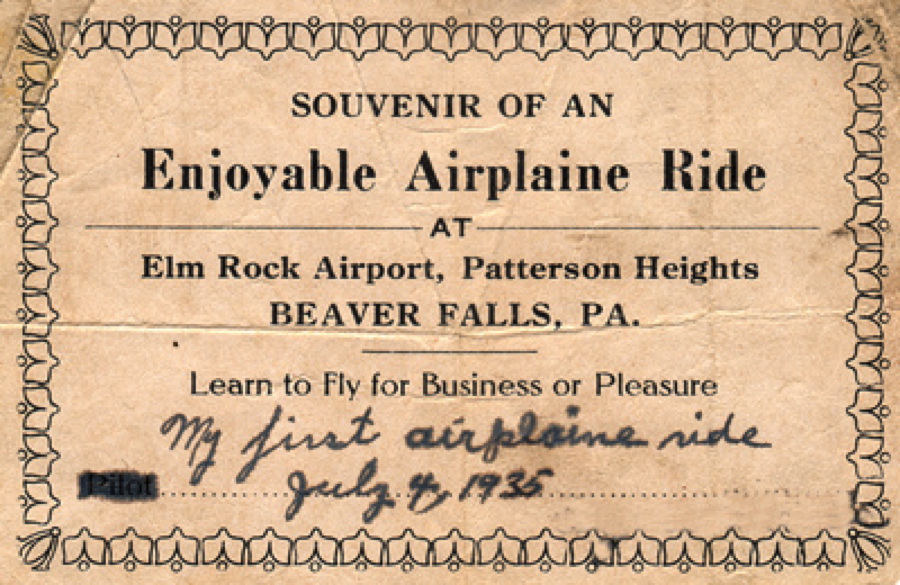 SOUVENIR OF AN
Enjoyable Airplaine Ride
AT
Elm Rock Airport, Patterson Heights
BEAVER FALLS, PA.
Learn to Fly for Business or Pleasure
My first airplaine ride
Pilot July 4, 1935